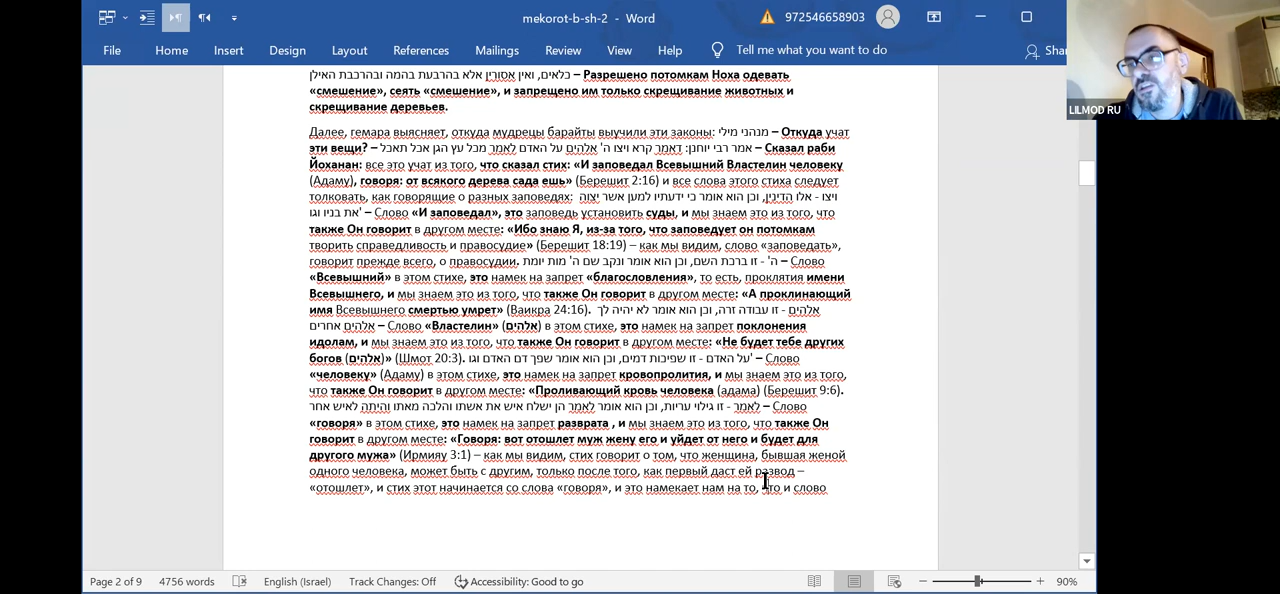 mekorot-b-sh-2 - Word
972546658903
File Home Insert Design Layout References Mailings Review View Help Tell me what you want to do
LILMOD RU
כלאים, ואין אסורין אלא בהרבעת בהמה ובהרכבת האילן – Разрешено потомкам Ноха одевать
«смешение», сеять «смешение», и запрещено им только скрещивание животных и
скрещивание деревьев.
Далее, гемара выясняет, откуда мудрецы барайты выучили эти законы: מנהני מילי – Откуда учат
эти вещи? – אמר רבי יוחנן: דאמר קרא ויצו ה' אלהים על האדם לאמר מכל עץ הגן אכל תאכל – Сказал раби
Йоханан: все это учат из того, что сказал стих: «И заповедал Всевышний Властелин человеку
(Адаму), говоря: от всякого дерева сада ешь» (Берешит 2:16) и все слова этого стиха следует
толковать, как говорящие о разных заповедях: ויצו - אלו הדינין, וכן הוא אומר כי ידעתיו למען אשר יצוה
את בניו וגו' – Слово «И заповедал», это заповедь установить суды, и мы знаем это из того, что
также Он говорит в другом месте: «Ибо знаю Я, из-за того, что заповедует он потомкам
творить справедливость и правосудие» (Берешит 18:19) – как мы видим, слово «заповедать»,
говорит прежде всего, о правосудии. ה' - זו ברכת השם, וכן הוא אומר ונקב שם ה' מות יומת – Слово
«Всевышний» в этом стихе, это намек на запрет «благословления», то есть, проклятия имени
Всевышнего, и мы знаем это из того, что также Он говорит в другом месте: «А проклинающий
имя Всевышнего смертью умрет» (Ваикра 24:16). אלהים - זו עבודה זרה, וכן הוא אומר לא יהיה לך
אלהים אחרים – Слово «Властелин» (אלהים) в этом стихе, это намек на запрет поклонения
идолам, и мы знаем это из того, что также Он говорит в другом месте: «Не будет тебе других
богов (אלהים)» (Шмот 20:3). על האדם - זו שפיכות דמים, וכן הוא אומר שפך דם האדם וגו' – Слово
«человеку» (Адаму) в этом стихе, это намек на запрет кровопролития, и мы знаем это из того,
что также Он говорит в другом месте: «Проливающий кровь человека (адама) (Берешит 9:6).
לאמר - זו גילוי עריות, וכן הוא אומר לאמר הן ישלח איש את אשתו והלכה מאתו והיתה לאיש אחר – Слово
«говоря» в этом стихе, это намек на запрет разврата , и мы знаем это из того, что также Он
говорит в другом месте: «Говоря: вот отошлет муж жену его и уйдет от него и будет для
другого мужа» (Ирмияу 3:1) – как мы видим, стих говорит о том, что женщина, бывшая женой
одного человека, может быть с другим, только после того, как первый даст ей развод –
«отошлет», и стих этот начинается со слова «говоря», и это намекает нам на то, что и слово
Page 2 of 9 4756 words English (Israel) Track Changes: Off Accessibility: Good to go 90%